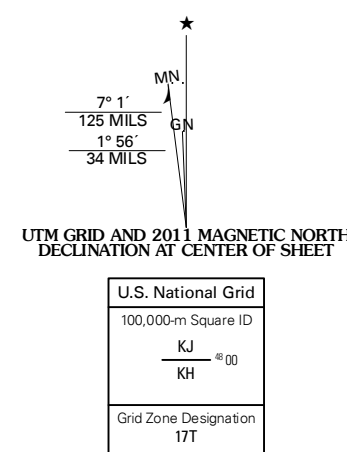 ★
MN
7° 1´
125 MILS
GN
1° 56´
34 MILS
UTM GRID AND 2011 MAGNETIC NORTH
DECLINATION AT CENTER OF SHEET
U.S. National Grid
100,000-m Square ID
KJ
48 00
KH
Grid Zone Designation
17T